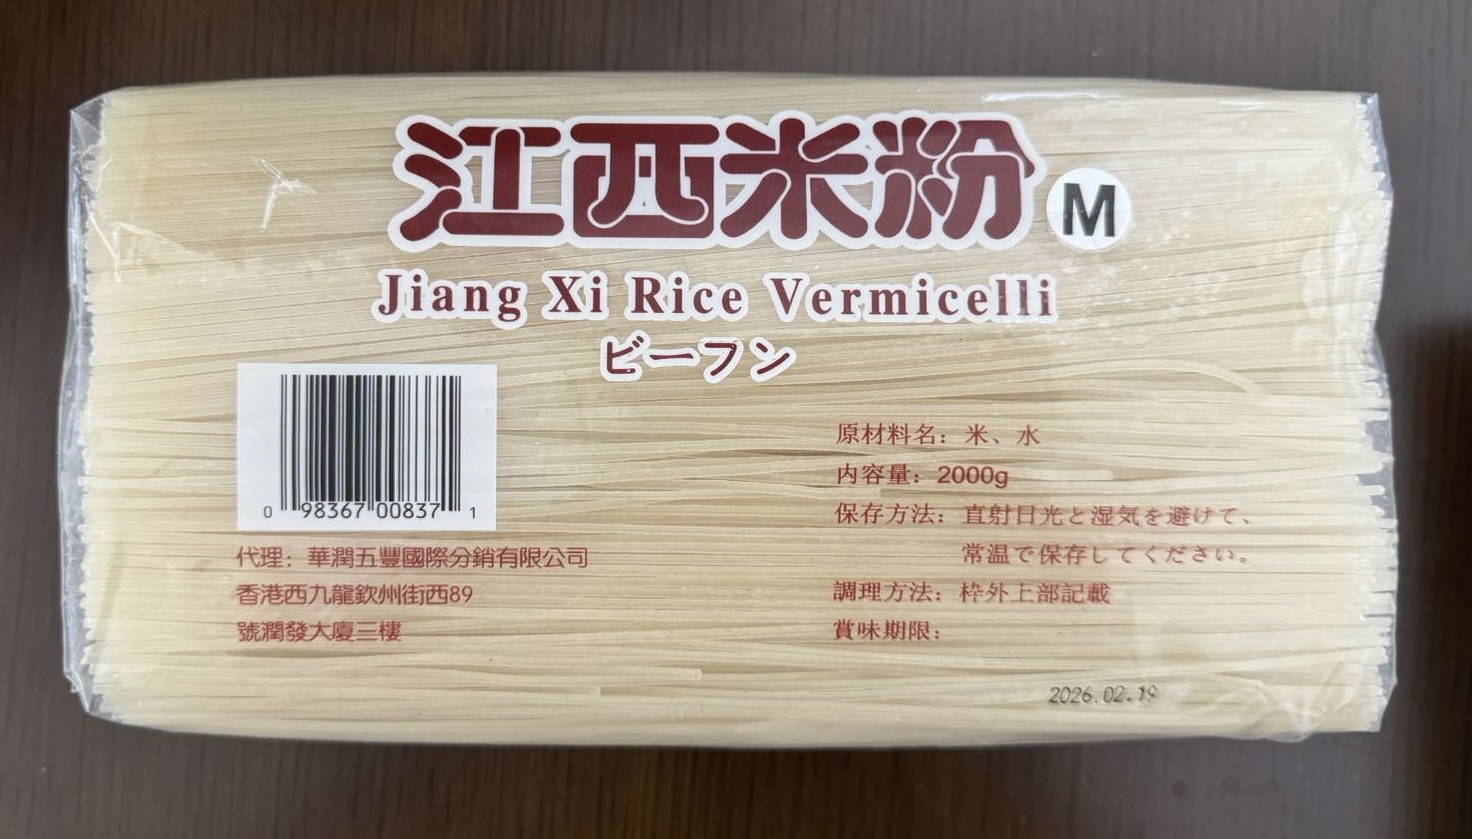 江西米粉 M
Jiang Xi Rice Vermicelli
ビーフン
0 98367 00837 1
代理：華潤五豐國際分銷有限公司
香港西九龍欽州街西89
號潤發大廈三樓
原材料名：米、水
内容量：2000g
保存方法：直射日光と湿気を避けて、
常温で保存してください。
調理方法：枠外上部記載
賞味期限：
2026.02.19